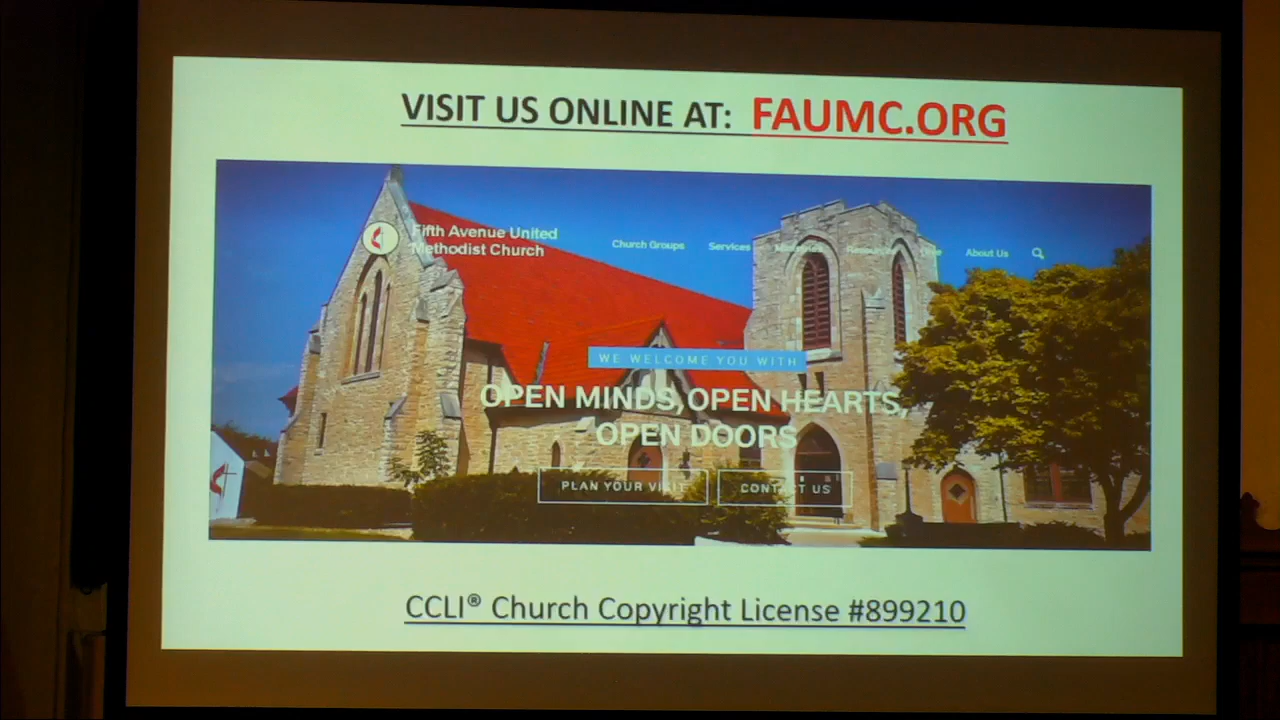 VISIT US ONLINE AT: FAUMC.ORG
Fifth Avenue United
Methodist Church
Church Groups Services Ministries About Us
WE WELCOME YOU WITH
OPEN MINDS, OPEN HEARTS,
OPEN DOORS
PLAN YOUR VISIT CONTACT US
CCLI® Church Copyright License #899210